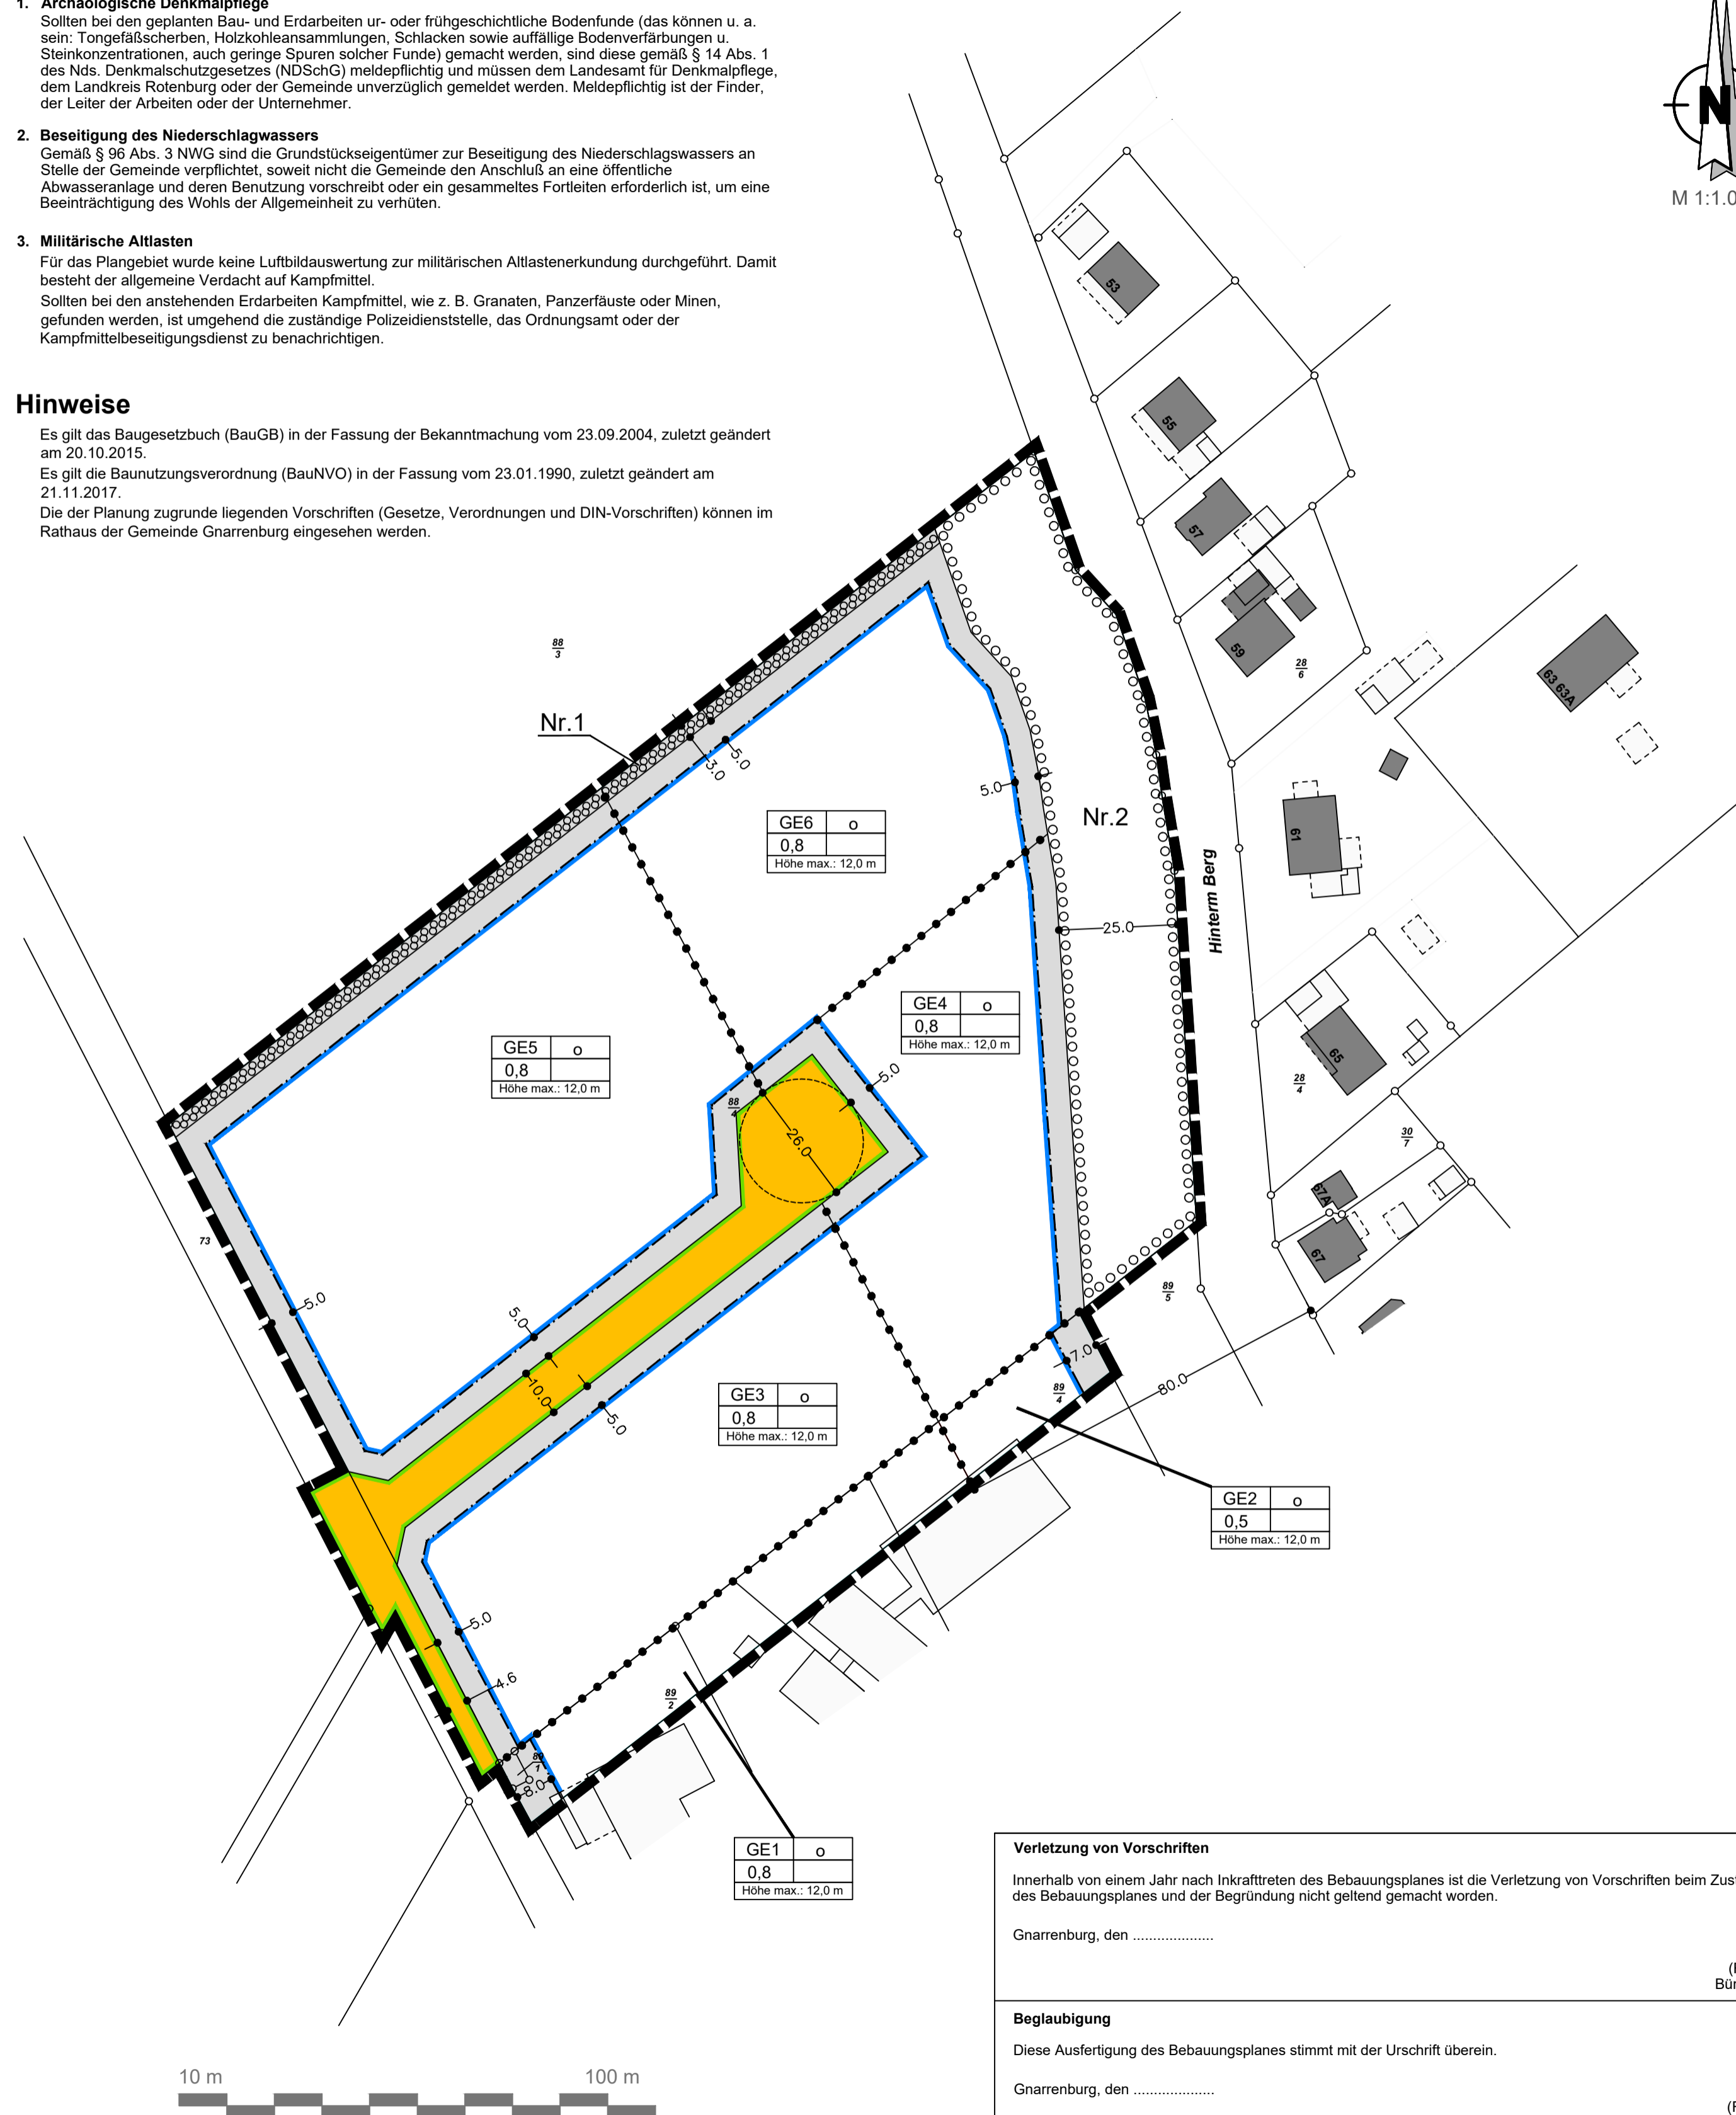 1. Archäologische Denkmalpflege
Sollten bei den geplanten Bau- und Erdarbeiten ur- oder frühgeschichtliche Bodenfunde (das können u. a.
sein: Tongefäßscherben, Holzkohleansammlungen, Schlacken sowie auffällige Bodenverfärbungen u.
Steinkonzentrationen, auch geringe Spuren solcher Funde) gemacht werden, sind diese gemäß § 14 Abs. 1
des Nds. Denkmalschutzgesetzes (NDSchG) meldepflichtig und müssen dem Landesamt für Denkmalpflege,
dem Landkreis Rotenburg oder der Gemeinde unverzüglich gemeldet werden. Meldepflichtig ist der Finder,
der Leiter der Arbeiten oder der Unternehmer.
2. Beseitigung des Niederschlagwassers
Gemäß § 96 Abs. 3 NWG sind die Grundstückseigentümer zur Beseitigung des Niederschlagswassers an
Stelle der Gemeinde verpflichtet, soweit nicht die Gemeinde den Anschluß an eine öffentliche
Abwasseranlage und deren Benutzung vorschreibt oder ein gesammeltes Fortleiten erforderlich ist, um eine
Beeinträchtigung des Wohls der Allgemeinheit zu verhüten.
3. Militärische Altlasten
Für das Plangebiet wurde keine Luftbildauswertung zur militärischen Altlastenerkundung durchgeführt. Damit
besteht der allgemeine Verdacht auf Kampfmittel.
Sollten bei den anstehenden Erdarbeiten Kampfmittel, wie z. B. Granaten, Panzerfäuste oder Minen,
gefunden werden, ist umgehend die zuständige Polizeidienststelle, das Ordnungsamt oder der
Kampfmittelbeseitigungsdienst zu benachrichtigen.
Hinweise
Es gilt das Baugesetzbuch (BauGB) in der Fassung der Bekanntmachung vom 23.09.2004, zuletzt geändert
am 20.10.2015.
Es gilt die Baunutzungsverordnung (BauNVO) in der Fassung vom 23.01.1990, zuletzt geändert am
21.11.2017.
Die der Planung zugrunde liegenden Vorschriften (Gesetze, Verordnungen und DIN-Vorschriften) können im
Rathaus der Gemeinde Gnarrenburg eingesehen werden.
N
M 1:1.0
53
55
57
59
28
6
63 63A
61
Hinterm Berg
65
28
4
30
7
67A
67
89
5
88
3
Nr.1
3.0
5.0
5.0
Nr.2
25.0
GE6 o
0,8
Höhe max.: 12,0 m
GE4 o
0,8
Höhe max.: 12,0 m
GE5 o
0,8
Höhe max.: 12,0 m
88
4
5.0
26.0
73
5.0
5.0
10.0
5.0
7.0
89
4
80.0
GE3 o
0,8
Höhe max.: 12,0 m
GE2 o
0,5
Höhe max.: 12,0 m
5.0
4.6
89
2
89
1
8.0
GE1 o
0,8
Höhe max.: 12,0 m
Verletzung von Vorschriften
Innerhalb von einem Jahr nach Inkrafttreten des Bebauungsplanes ist die Verletzung von Vorschriften beim Zus
des Bebauungsplanes und der Begründung nicht geltend gemacht worden.
Gnarrenburg, den ....................
Bür
Beglaubigung
Diese Ausfertigung des Bebauungsplanes stimmt mit der Urschrift überein.
Gnarrenburg, den ....................
10 m 100 m